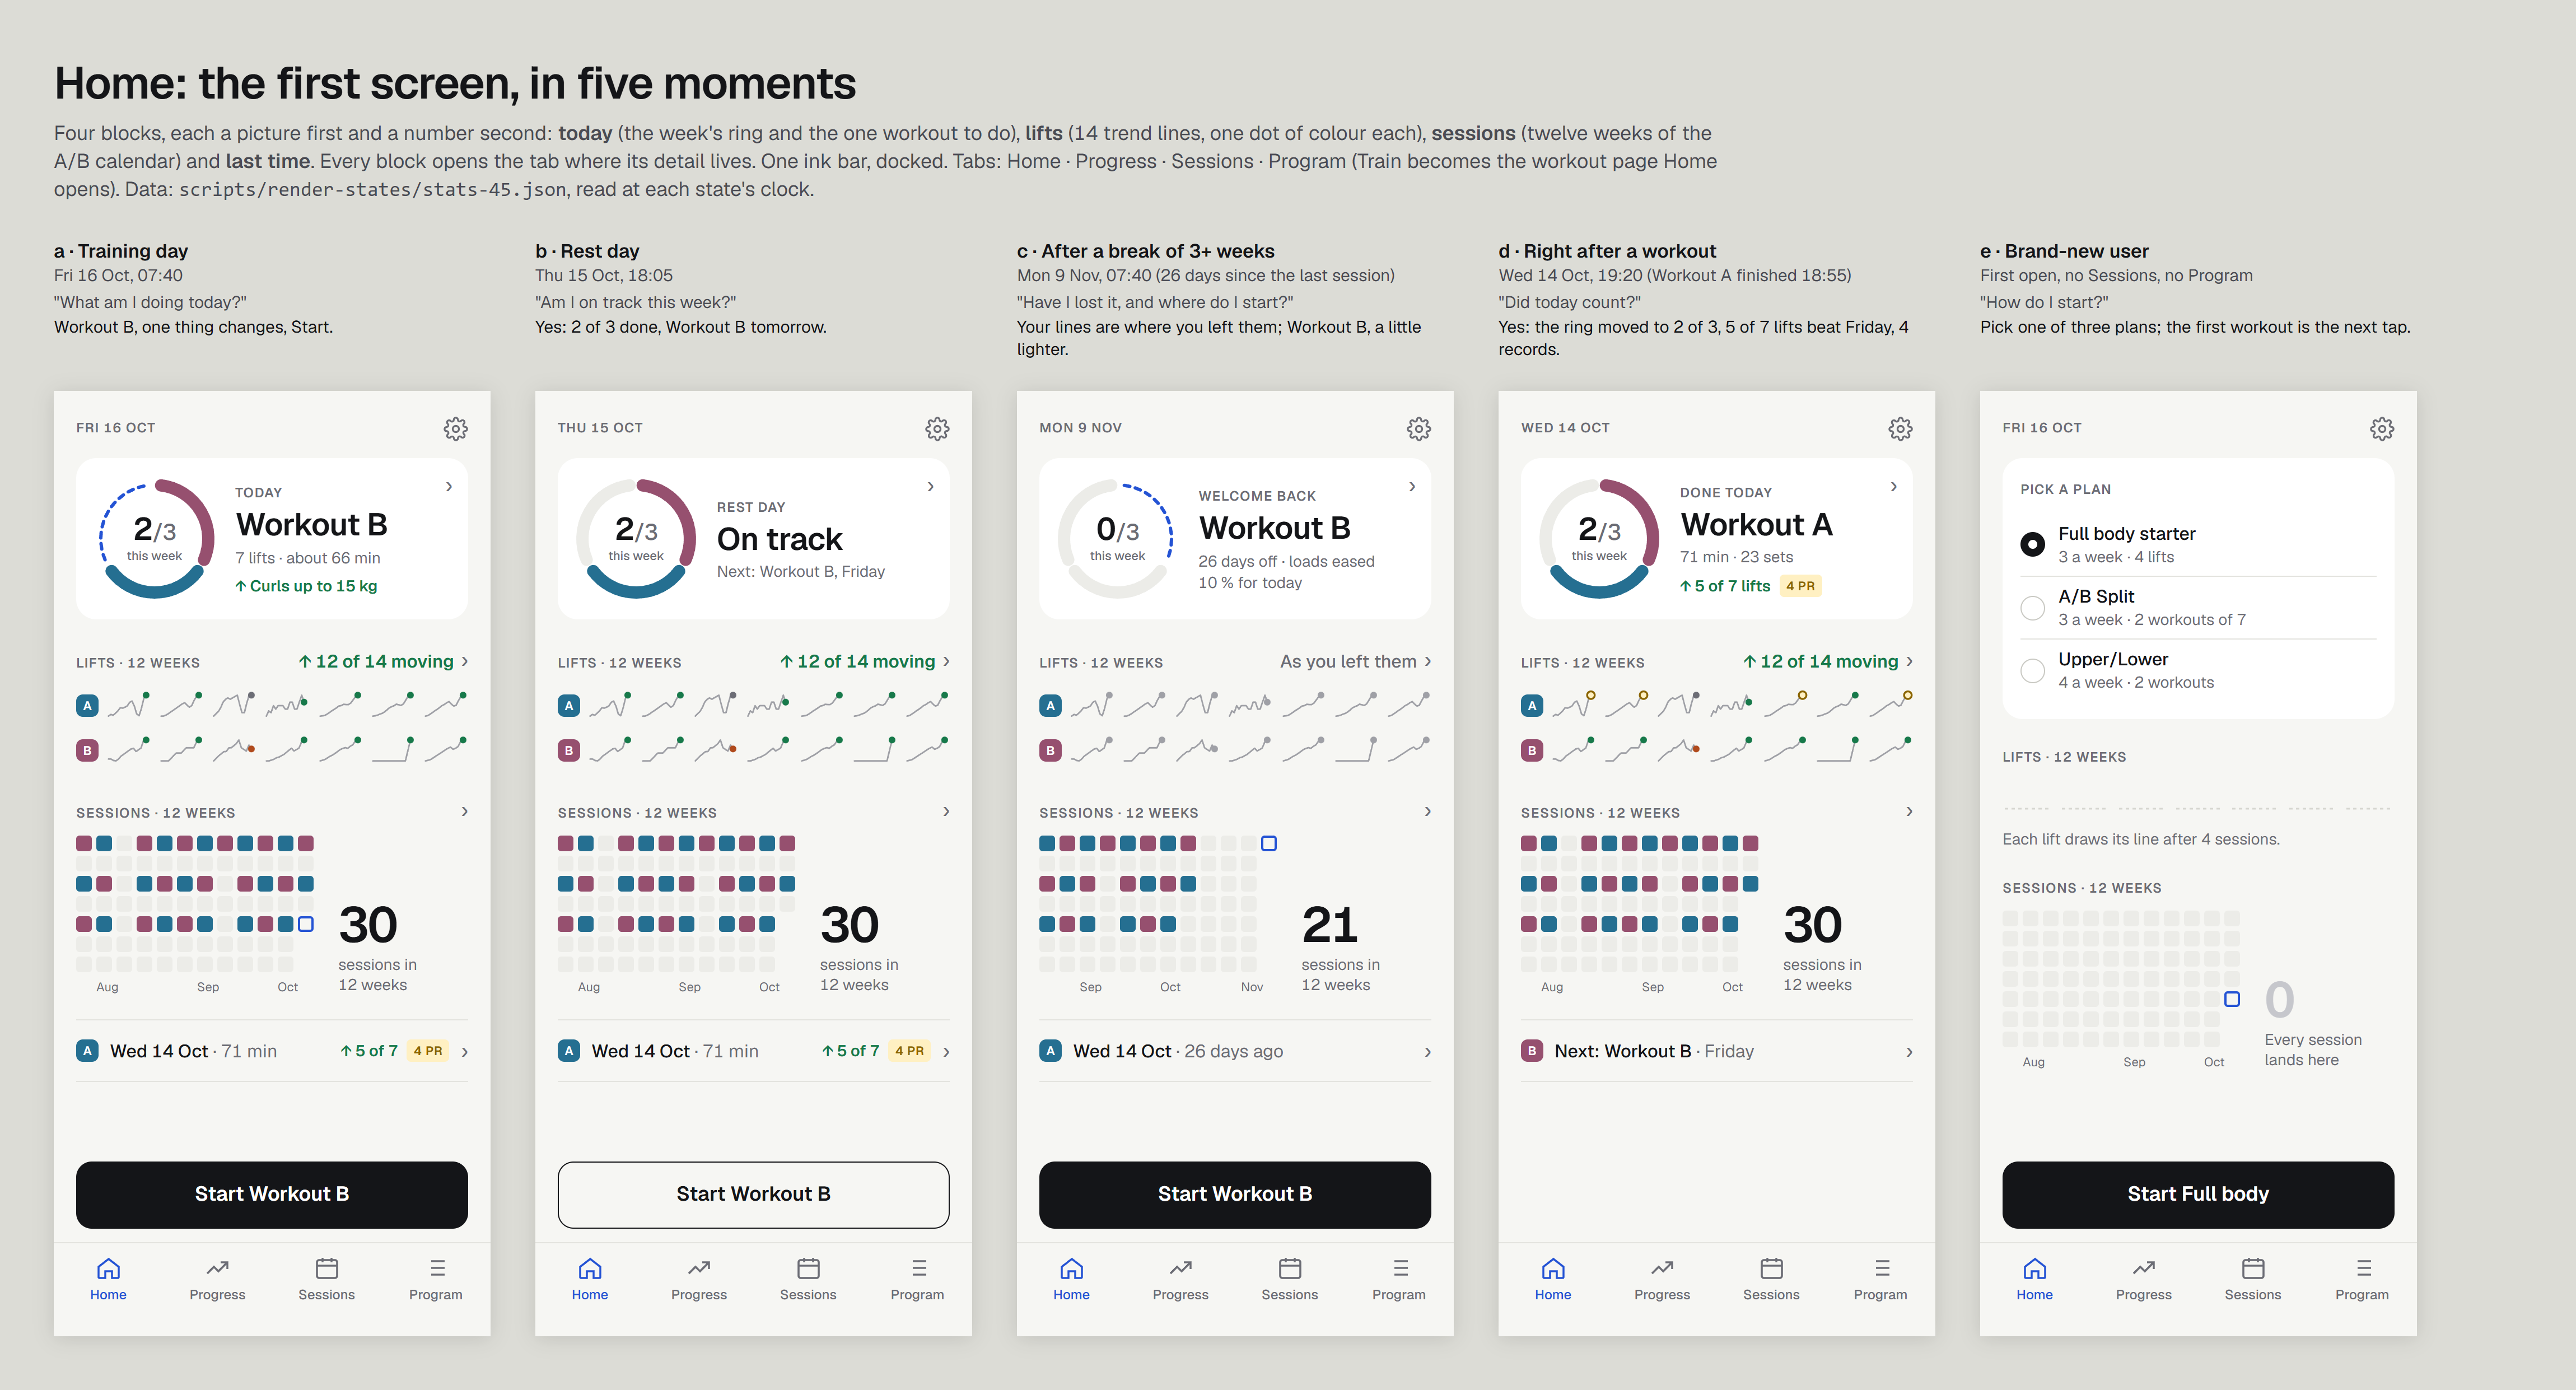 Home: the first screen, in five moments
Four blocks, each a picture first and a number second: today (the week's ring and the one workout to do), lifts (14 trend lines, one dot of colour each), sessions (twelve weeks of the
A/B calendar) and last time. Every block opens the tab where its detail lives. One ink bar, docked. Tabs: Home · Progress · Sessions · Program (Train becomes the workout page Home
opens). Data: scripts/render-states/stats-45.json, read at each state's clock.
a · Training day
Fri 16 Oct, 07:40
"What am I doing today?"
Workout B, one thing changes, Start.
FRI 16 OCT
2/3
this week
TODAY
Workout B
7 lifts · about 66 min
↑ Curls up to 15 kg
›
LIFTS · 12 WEEKS
↑ 12 of 14 moving ›
A
B
SESSIONS · 12 WEEKS ›
30
sessions in
12 weeks
Aug Sep Oct
A Wed 14 Oct · 71 min ↑ 5 of 7 4 PR ›
Start Workout B
Home Progress Sessions Program
b · Rest day
Thu 15 Oct, 18:05
"Am I on track this week?"
Yes: 2 of 3 done, Workout B tomorrow.
THU 15 OCT
2/3
this week
REST DAY
On track
Next: Workout B, Friday
›
LIFTS · 12 WEEKS
↑ 12 of 14 moving ›
A
B
SESSIONS · 12 WEEKS ›
30
sessions in
12 weeks
Aug Sep Oct
A Wed 14 Oct · 71 min ↑ 5 of 7 4 PR ›
Start Workout B
Home Progress Sessions Program
c · After a break of 3+ weeks
Mon 9 Nov, 07:40 (26 days since the last session)
"Have I lost it, and where do I start?"
Your lines are where you left them; Workout B, a little
lighter.
MON 9 NOV
0/3
this week
WELCOME BACK
Workout B
26 days off · loads eased
10 % for today
›
LIFTS · 12 WEEKS
As you left them ›
A
B
SESSIONS · 12 WEEKS ›
21
sessions in
12 weeks
Sep Oct Nov
A Wed 14 Oct · 26 days ago ›
Start Workout B
Home Progress Sessions Program
d · Right after a workout
Wed 14 Oct, 19:20 (Workout A finished 18:55)
"Did today count?"
Yes: the ring moved to 2 of 3, 5 of 7 lifts beat Friday, 4
records.
WED 14 OCT
2/3
this week
DONE TODAY
Workout A
71 min · 23 sets
↑ 5 of 7 lifts 4 PR
›
LIFTS · 12 WEEKS
↑ 12 of 14 moving ›
A
B
SESSIONS · 12 WEEKS ›
30
sessions in
12 weeks
Aug Sep Oct
B Next: Workout B · Friday ›
Home Progress Sessions Program
e · Brand-new user
First open, no Sessions, no Program
"How do I start?"
Pick one of three plans; the first workout is the next tap.
FRI 16 OCT
PICK A PLAN
Full body starter
3 a week · 4 lifts
A/B Split
3 a week · 2 workouts of 7
Upper/Lower
4 a week · 2 workouts
LIFTS · 12 WEEKS
Each lift draws its line after 4 sessions.
SESSIONS · 12 WEEKS
0
Every session
lands here
Aug Sep Oct
Start Full body
Home Progress Sessions Program